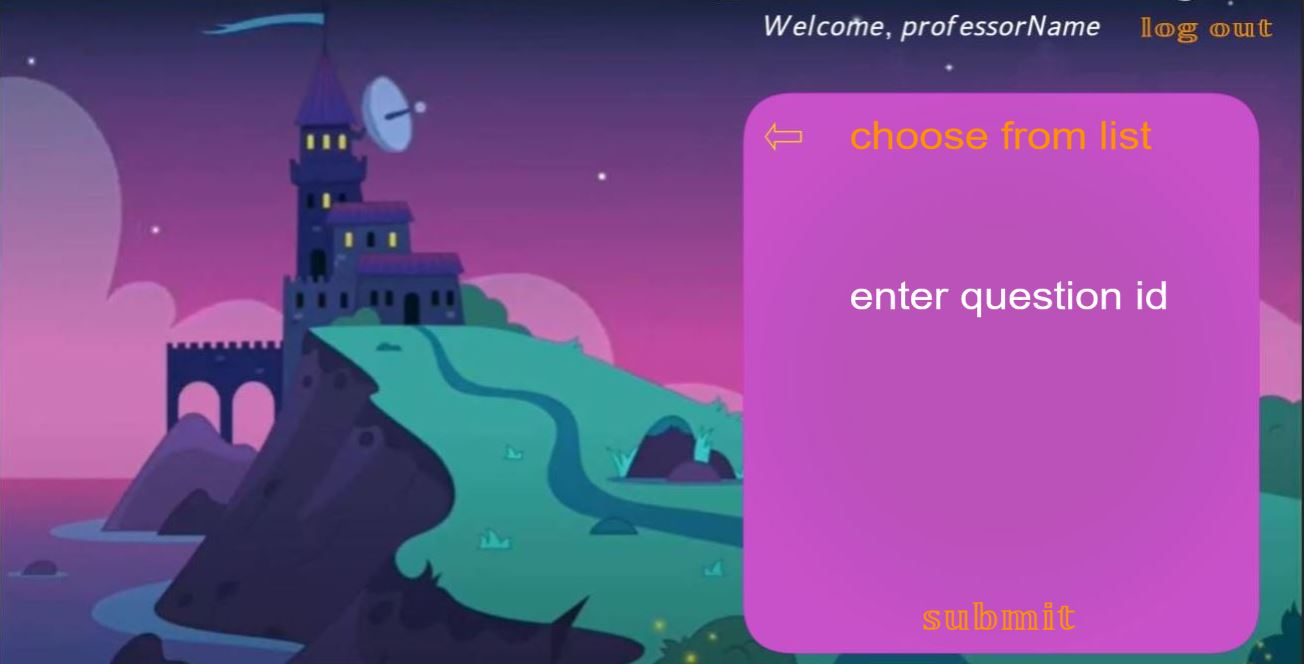 Welcome, professorName
log out
⇦ choose from list
enter question id
submit